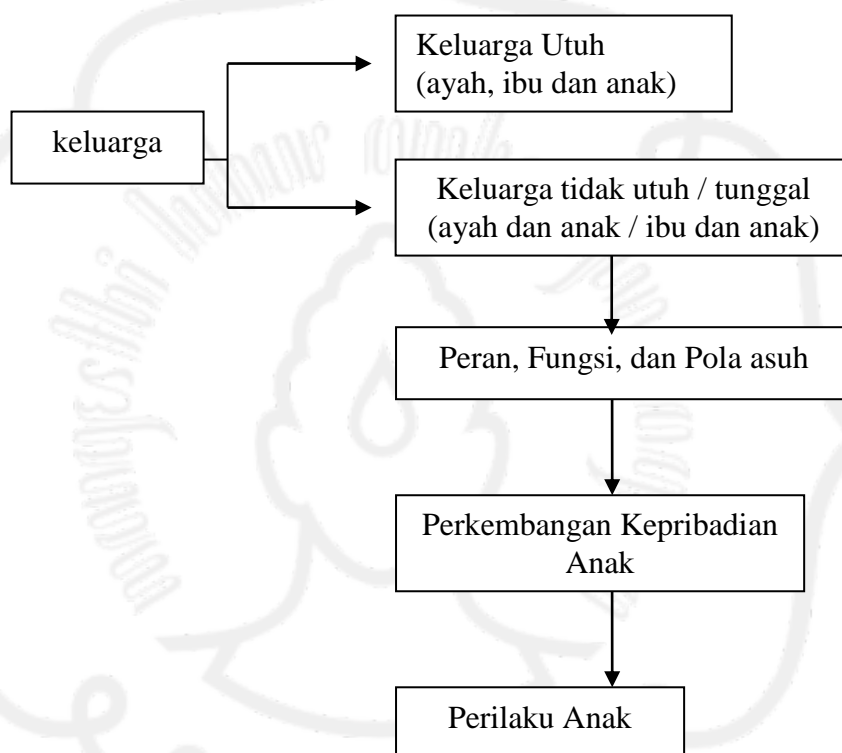 Keluarga Utuh
(ayah, ibu dan anak)
keluarga
Keluarga tidak utuh / tunggal
(ayah dan anak / ibu dan anak)
Peran, Fungsi, dan Pola asuh
Perkembangan Kepribadian
Anak
Perilaku Anak